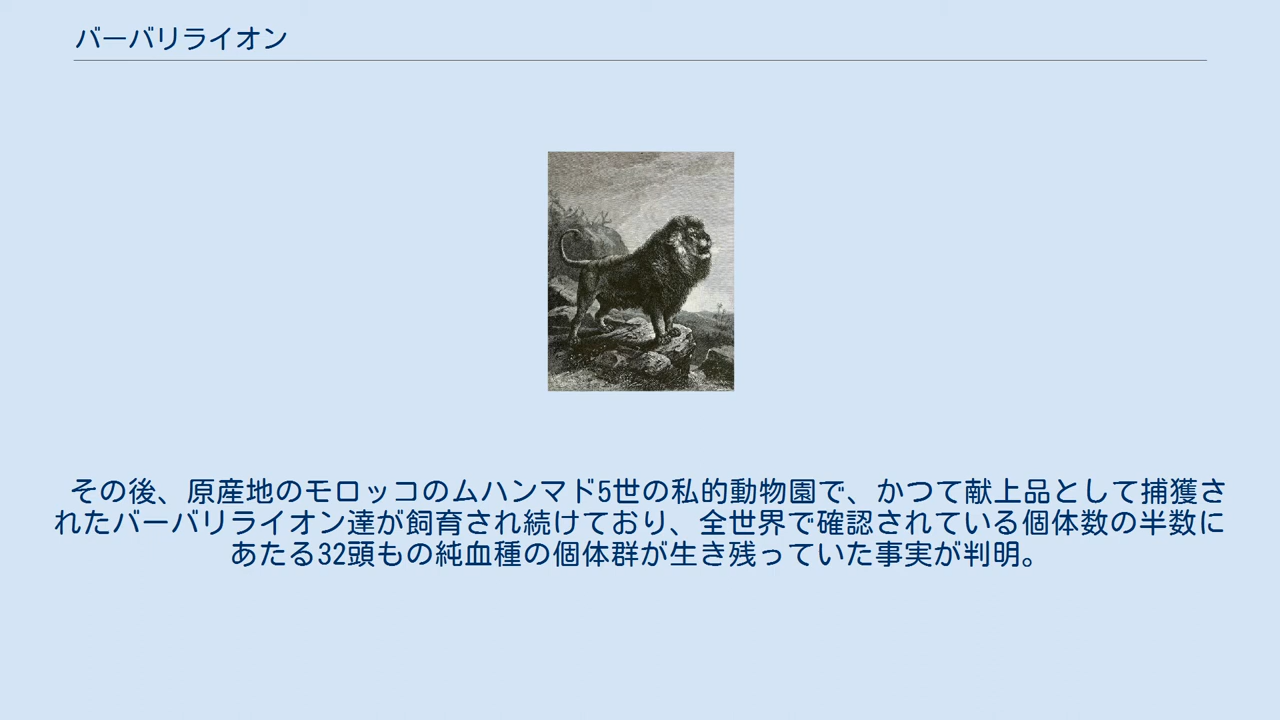 バーバリライオン
その後、原産地のモロッコのムハンマド5世の私的動物園で、かつて献上品として捕獲さ
れたバーバリライオン達が飼育され続けており、全世界で確認されている個体数の半数に
あたる32頭もの純血種の個体群が生き残っていた事実が判明。